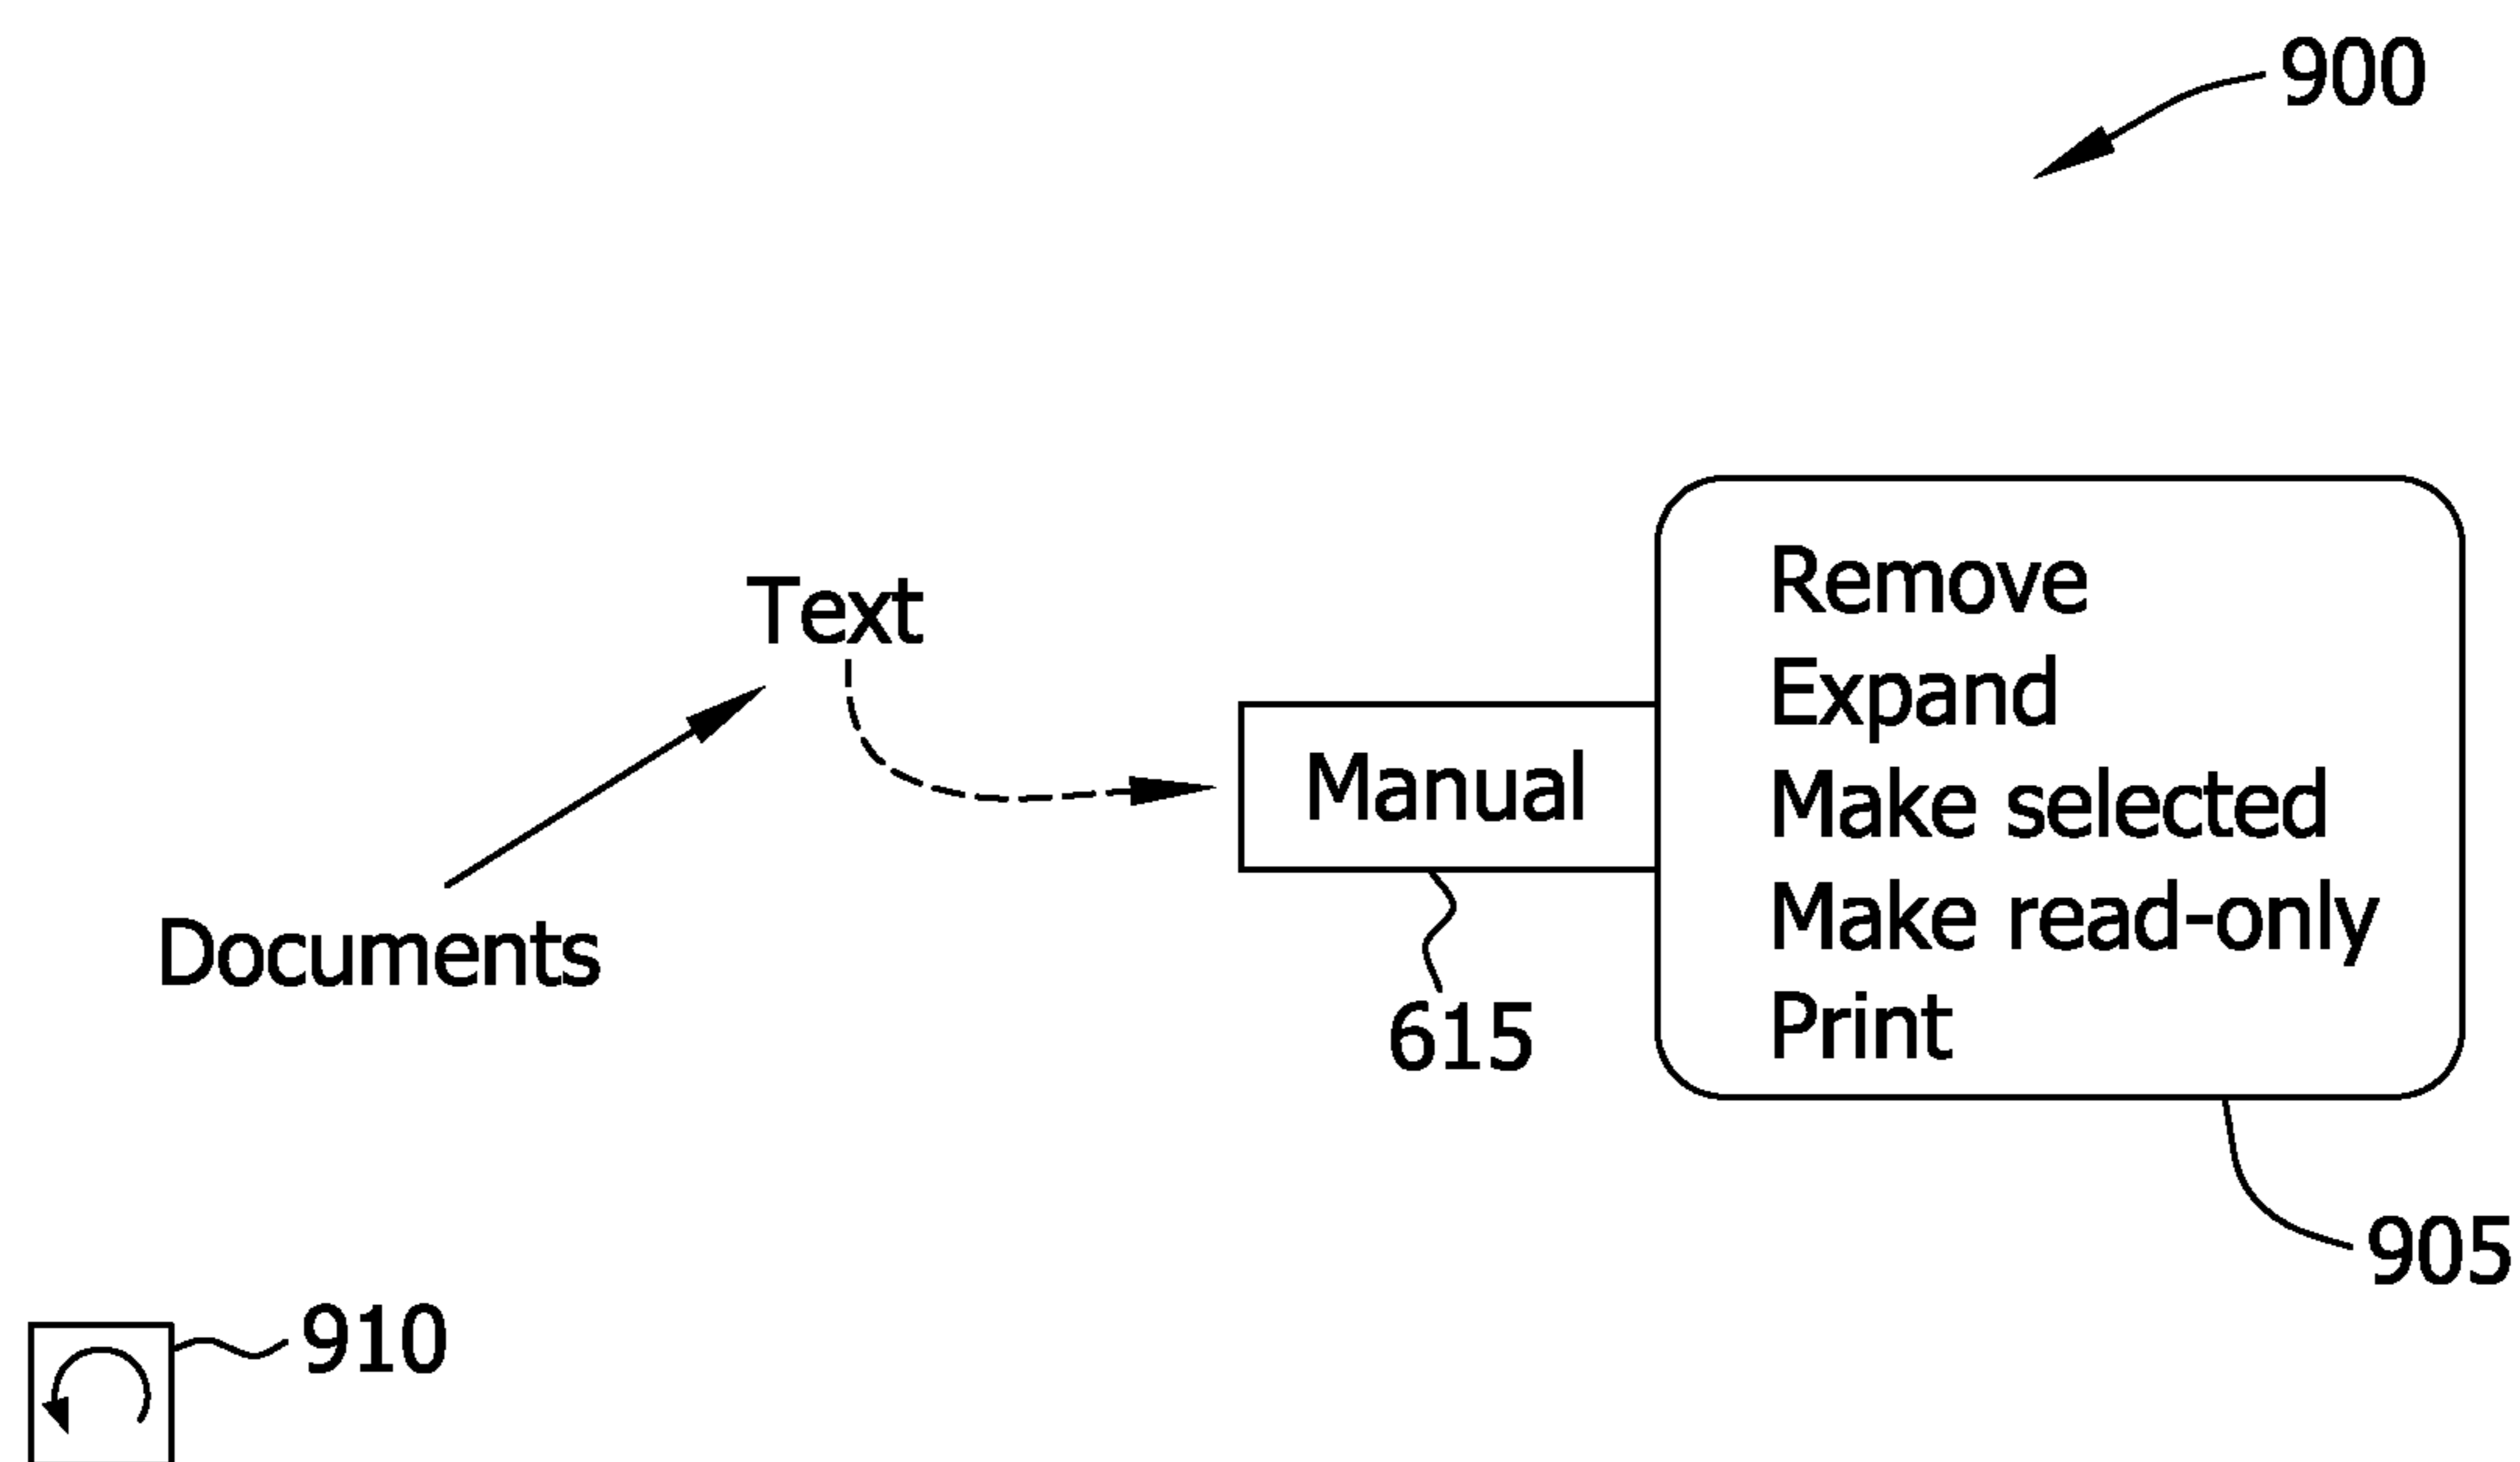 900
Text
Remove
Expand
Make selected
Make read-only
Print
Manual
Documents
615
905
910